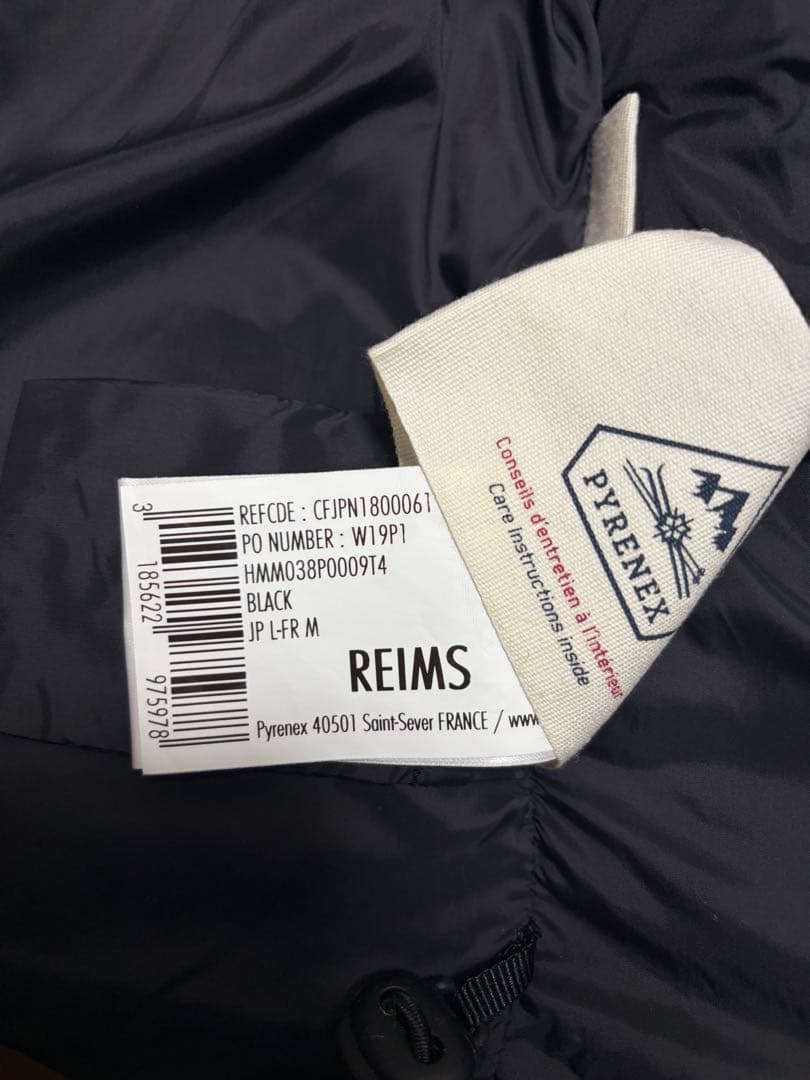 REFCDE : CFJPN1800061
PO NUMBER : W19P1
HMM038P0009T4
BLACK
JP L-FR M
REIMS
Pyrenex 40501 Saint-Sever FRANCE / www
3 185622 975978
PYRENEX
Conseils d'entretien à l'intérieur
Care Instructions inside